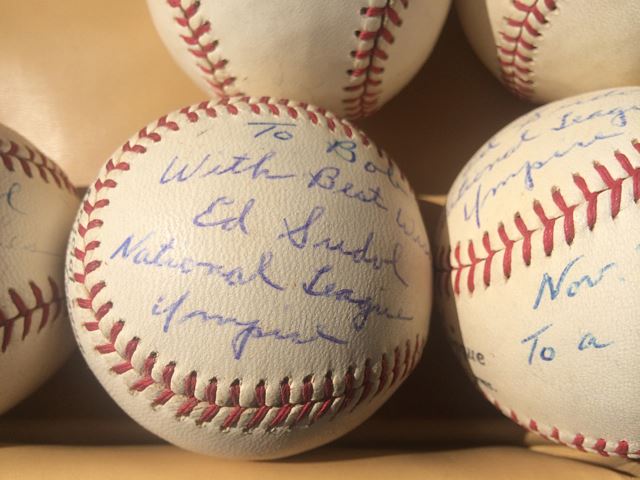 To Bob
With Best
Ed Sudol
National League
Umpire
National League
Umpire
Nov.
To a